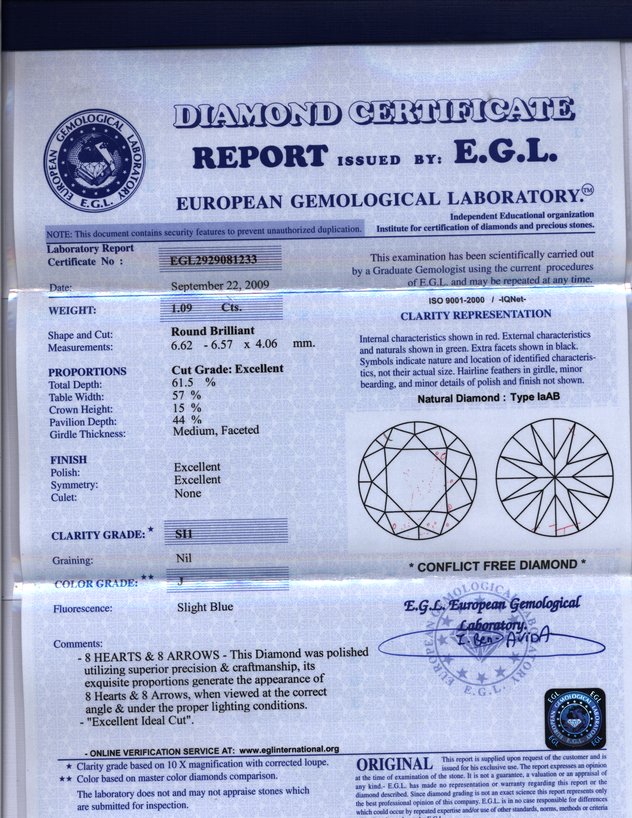 EUROPEAN GEMOLOGICAL LABORATORY
E.G.L.
DIAMOND CERTIFICATE
REPORT ISSUED BY: E.G.L.
EUROPEAN GEMOLOGICAL LABORATORY.™
Independent Educational organization
Institute for certification of diamonds and precious stones.
NOTE: This document contains security features to prevent unauthorized duplication.
Laboratory Report
Certificate No : EGL2929081233
Date: September 22, 2009
This examination has been scientifically carried out
by a Graduate Gemologist using the current procedures
of E.G.L. and may be repeated at any time.
WEIGHT: 1.09 Cts.
Shape and Cut: Round Brilliant
Measurements: 6.62 - 6.57 x 4.06 mm.
PROPORTIONS Cut Grade: Excellent
Total Depth: 61.5 %
Table Width: 57 %
Crown Height: 15 %
Pavilion Depth: 44 %
Girdle Thickness: Medium, Faceted
FINISH
Polish: Excellent
Symmetry: Excellent
Culet: None
CLARITY GRADE: ★ SI1
Graining: Nil
COLOR GRADE: ★★ J
Fluorescence: Slight Blue
ISO 9001-2000 / -IQNet-
CLARITY REPRESENTATION
Internal characteristics shown in red. External characteristics
and naturals shown in green. Extra facets shown in black.
Symbols indicate nature and location of identified characteris-
tics, not their actual size. Hairline feathers in girdle, minor
bearding, and minor details of polish and finish not shown.
Natural Diamond : Type IaAB
* CONFLICT FREE DIAMOND *
E.G.L. European Gemological
Laboratory.
I. Ben-AVIDA
EUROPEAN GEMOLOGICAL LABORATORY
E.G.L.
Comments:
- 8 HEARTS & 8 ARROWS - This Diamond was polished
utilizing superior precision & craftmanship, its
exquisite proportions generate the appearance of
8 Hearts & 8 Arrows, when viewed at the correct
angle & under the proper lighting conditions.
- "Excellent Ideal Cut".
- ONLINE VERIFICATION SERVICE AT: www.eglinternational.org
★ Clarity grade based on 10 X magnification with corrected loupe.
★★ Color based on master color diamonds comparison.
The laboratory does not and may not appraise stones which
are submitted for inspection.
EGL EGL
EGL EGL
ORIGINAL This report is supplied upon request of the customer and is
issued for his exclusive use. The report expresses an opinion
at the time of examination of the stone. It is not a guarantee, a valuation or an appraisal of
any kind.- E.G.L. has made no representation or warranty regarding this report or the
diamond described. Since diamond grading is not an exact science this report represents only
the best professional opinion of this company. E.G.L. is in no case responsible for differences
which could occur by repeated expertise and/or use of other standards, norms, methods or criteria